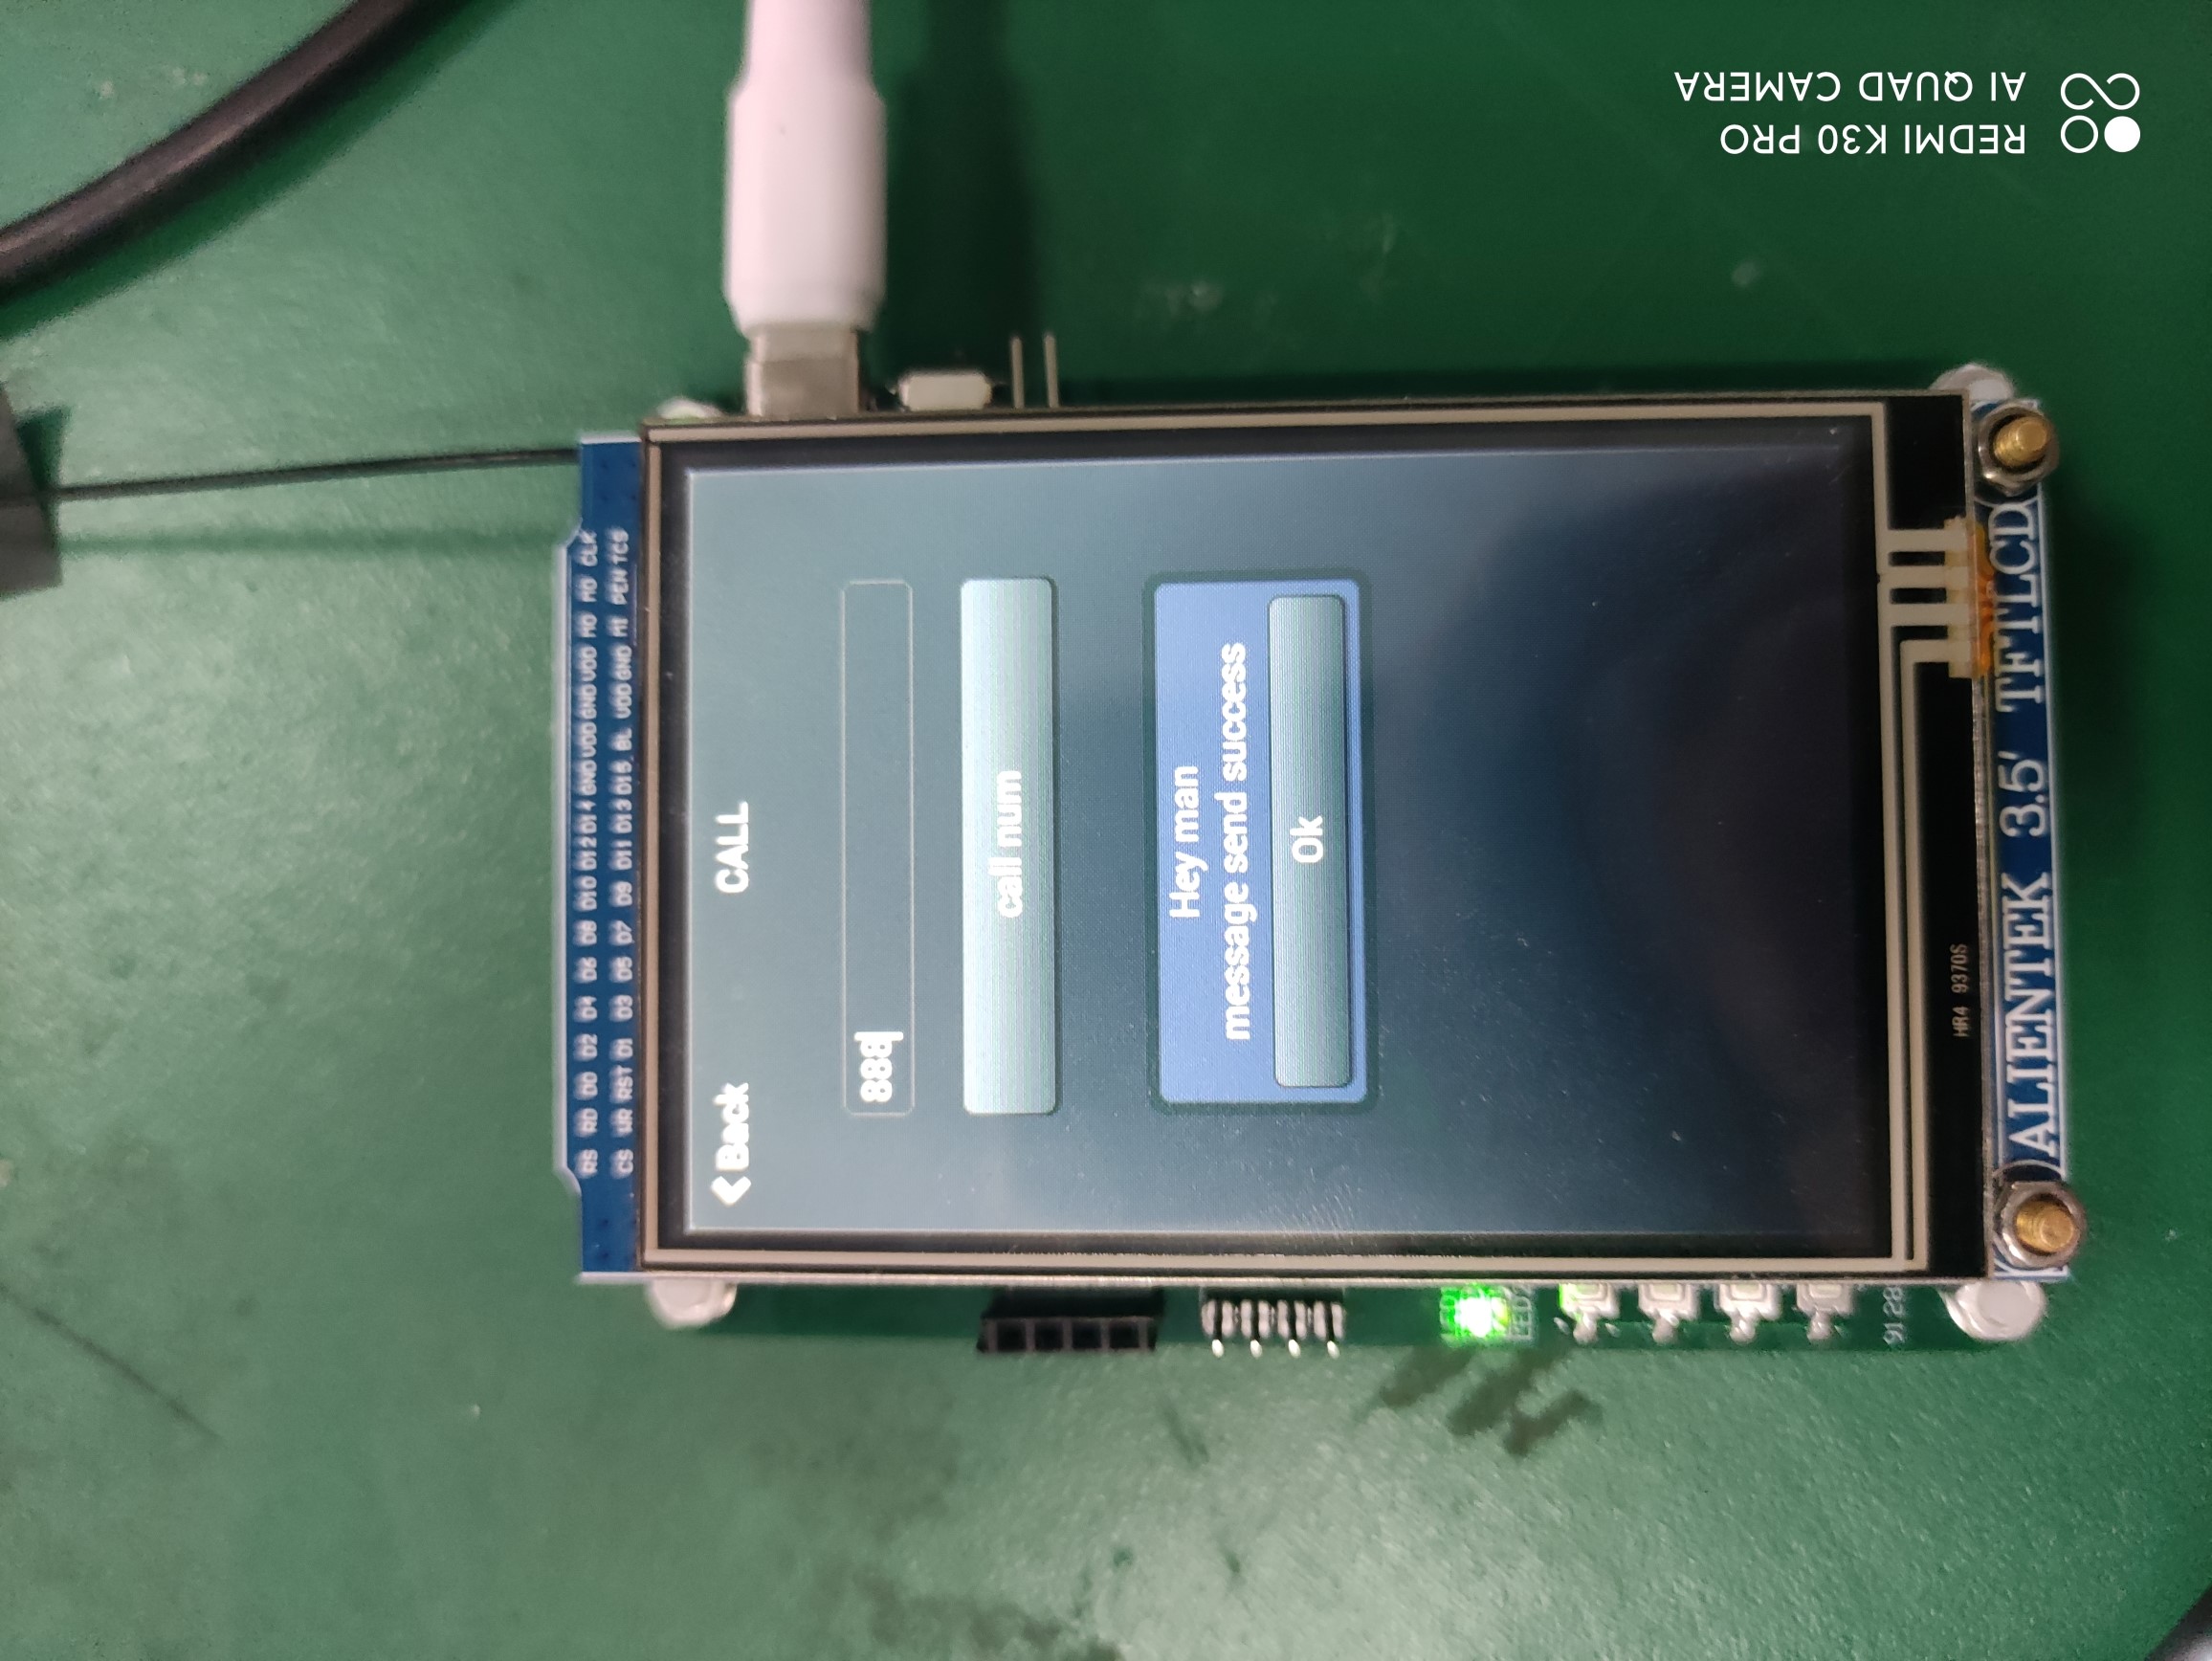 RS RD D0 D2 D4 D6 D8 D10 D12 D14 GND VDD GND VDD MO MO CLK
CS WR RST D1 D3 D5 D7 D9 D11 D13 D15 BL VDD GND MI PEN TCS
Back
CALL
888
call num
Hey man
message send success
Ok
LED1
LED2
9128
HR4 9370S
ALIENTEK 3.5' TFTLCD
REDMI K30 PRO
AI QUAD CAMERA